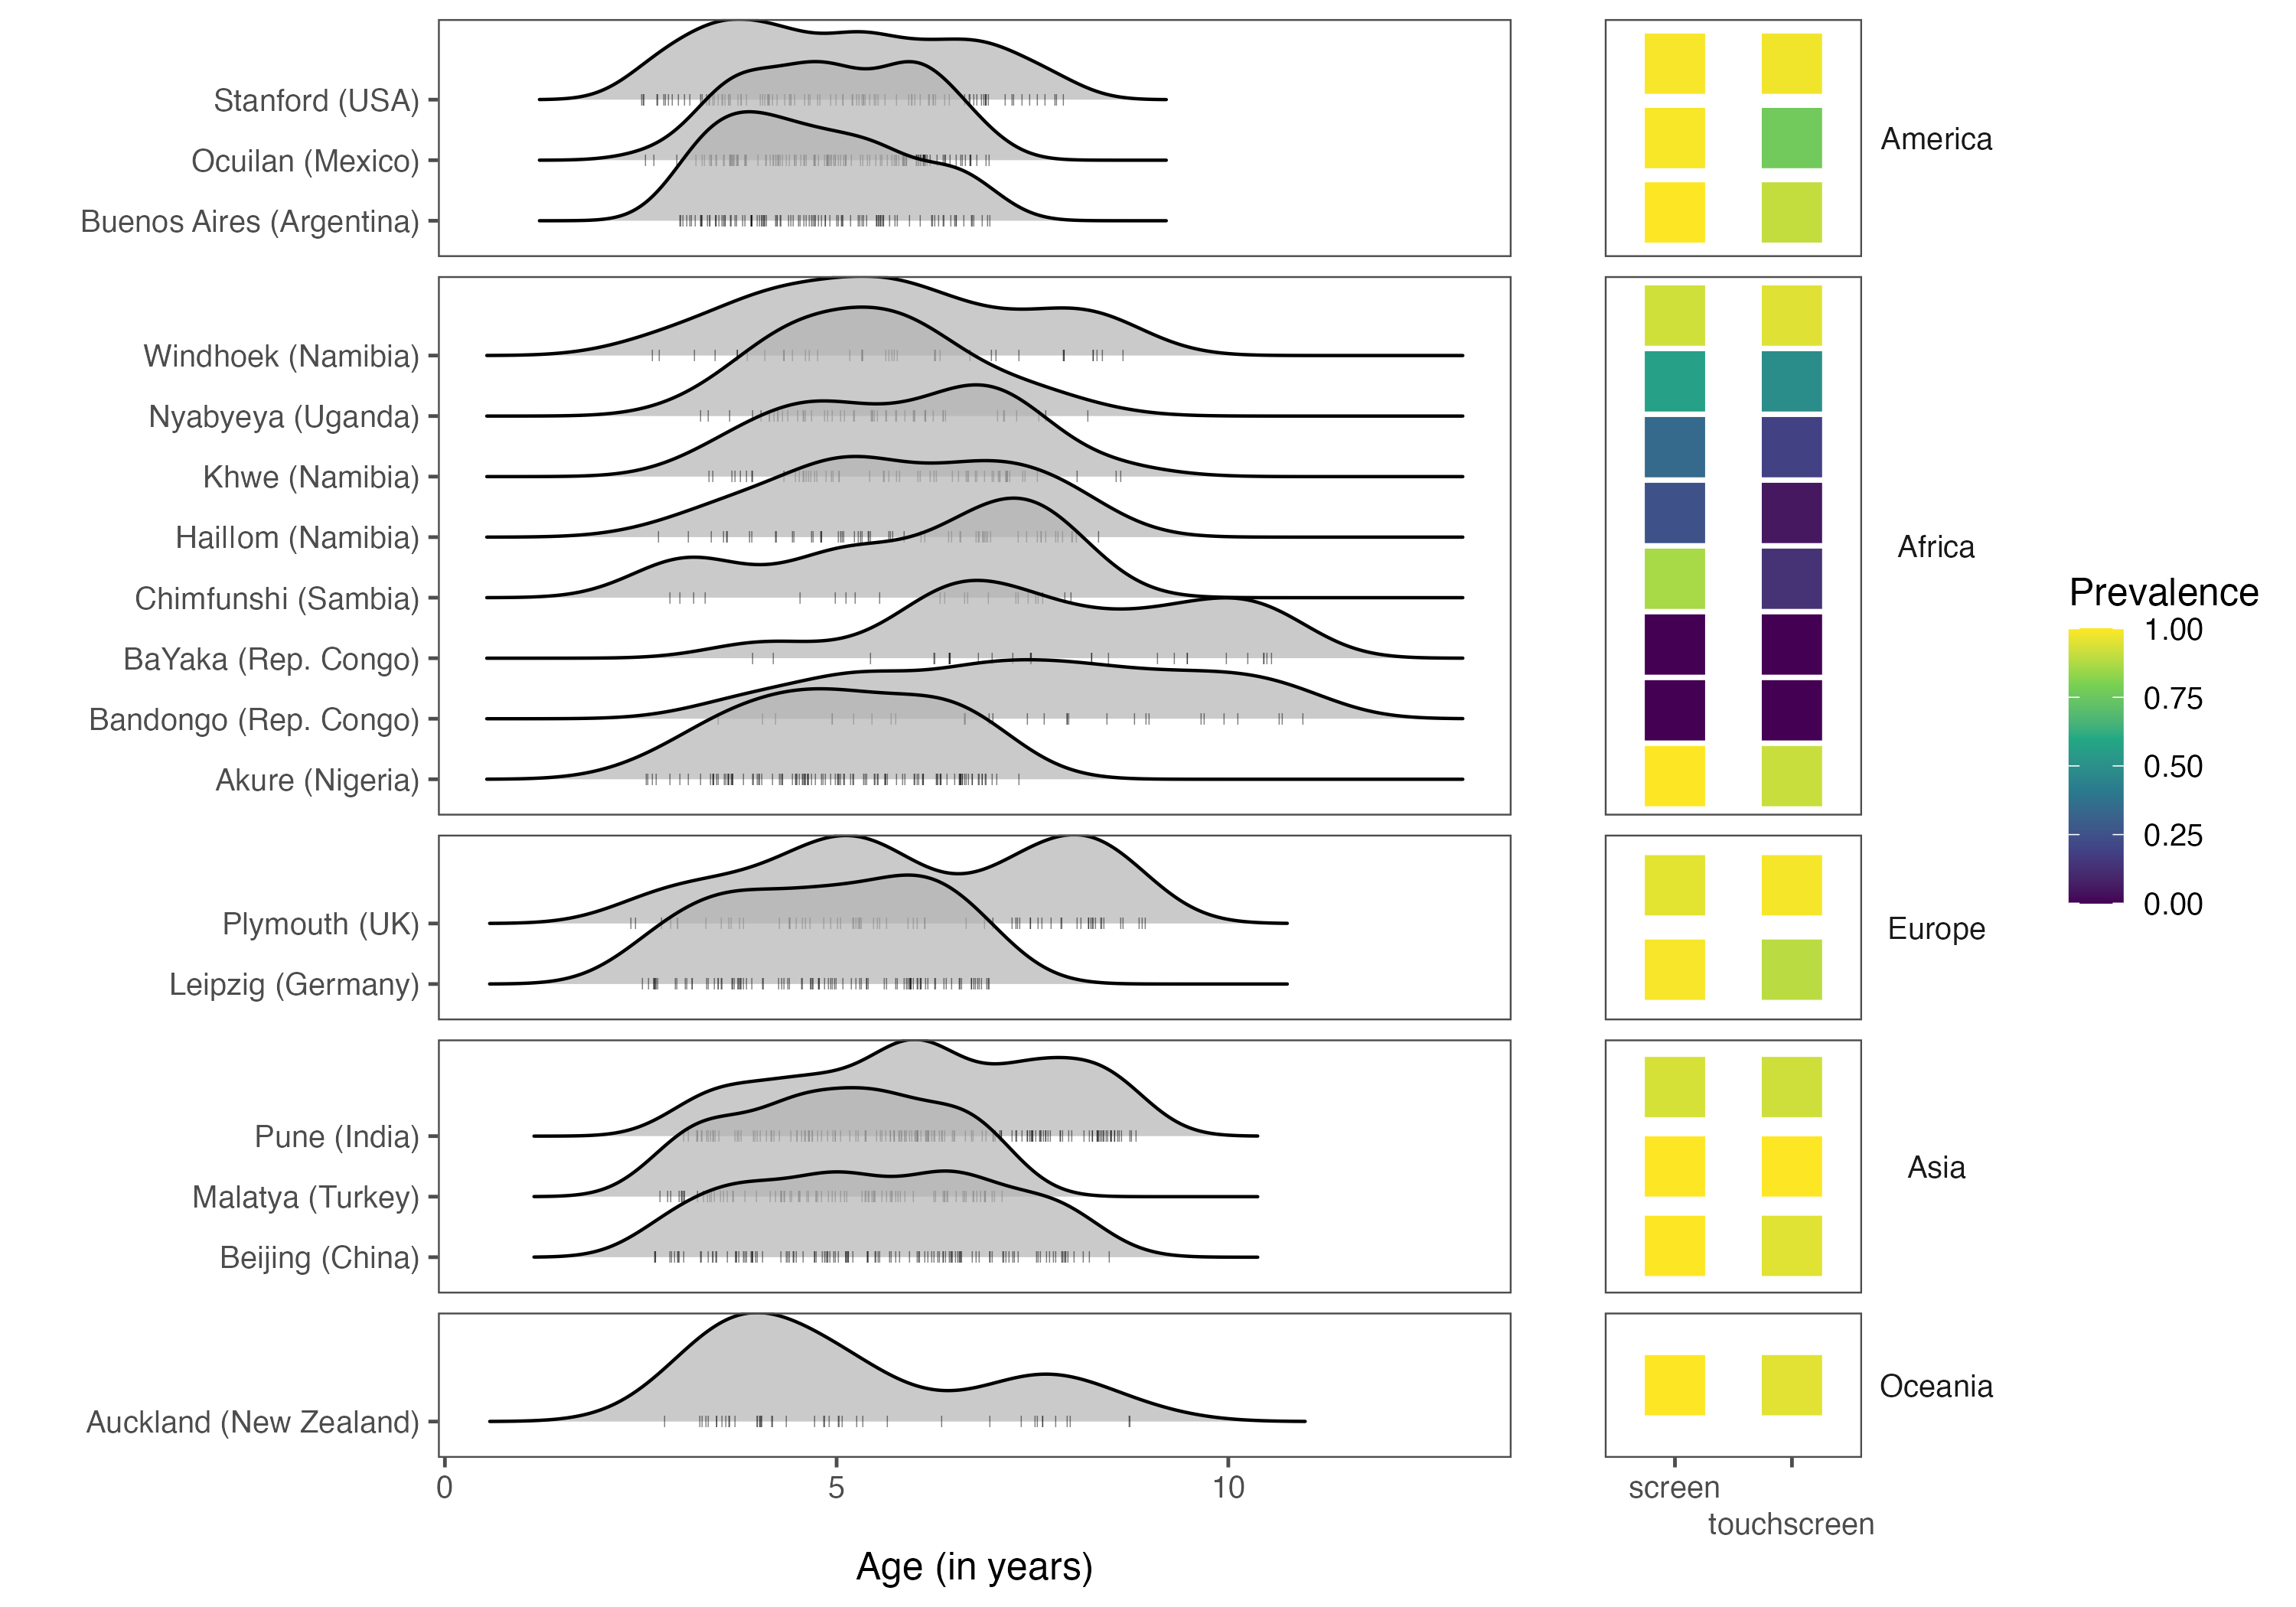 Stanford (USA)
Ocuilan (Mexico)
Buenos Aires (Argentina)
America
Windhoek (Namibia)
Nyabyeya (Uganda)
Khwe (Namibia)
Haillom (Namibia)
Chimfunshi (Sambia)
BaYaka (Rep. Congo)
Bandongo (Rep. Congo)
Akure (Nigeria)
Africa
Plymouth (UK)
Leipzig (Germany)
Europe
Pune (India)
Malatya (Turkey)
Beijing (China)
Asia
Auckland (New Zealand)
Oceania
0 5 10
Age (in years)
screen
touchscreen
Prevalence
1.00
0.75
0.50
0.25
0.00